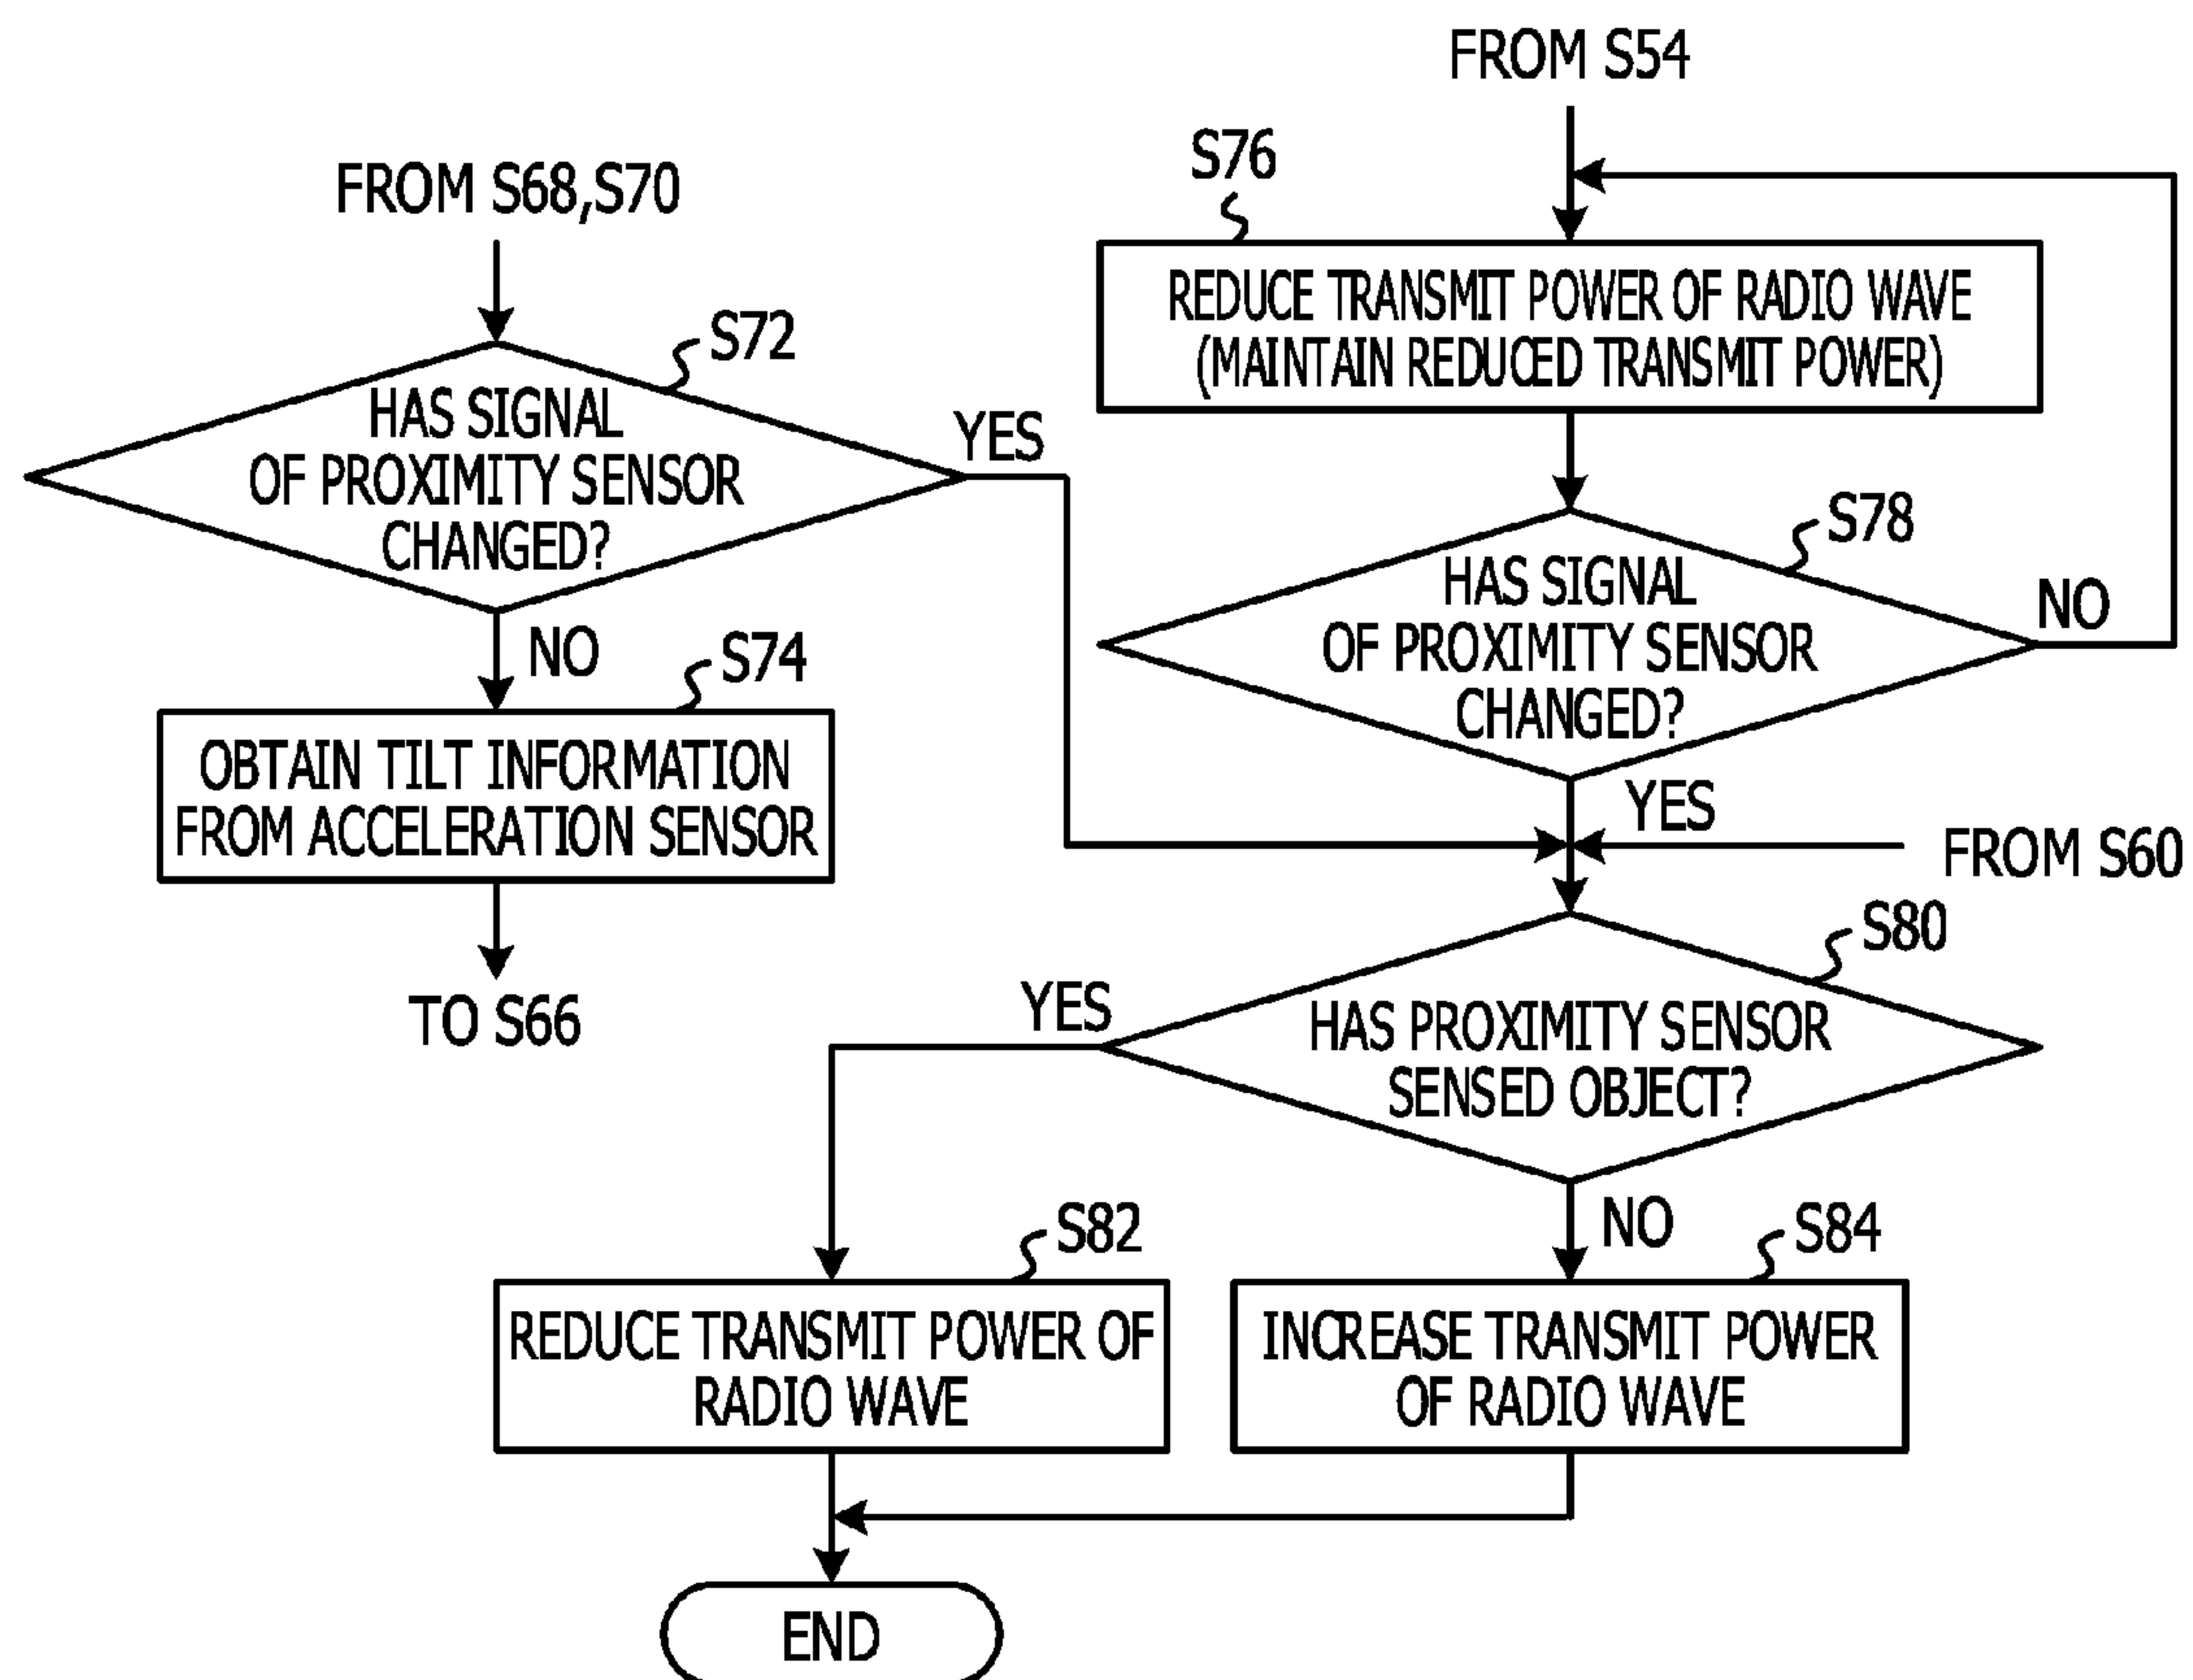 FROM S54
S76
FROM S68,S70
REDUCE TRANSMIT POWER OF RADIO WAVE
(MAINTAIN REDUCED TRANSMIT POWER)
S72
HAS SIGNAL
OF PROXIMITY SENSOR
CHANGED?
YES
S78
HAS SIGNAL
OF PROXIMITY SENSOR
CHANGED?
NO
NO
S74
OBTAIN TILT INFORMATION
FROM ACCELERATION SENSOR
YES
FROM S60
TO S66
S80
YES
HAS PROXIMITY SENSOR
SENSED OBJECT?
NO
S82
S84
REDUCE TRANSMIT POWER OF
RADIO WAVE
INCREASE TRANSMIT POWER
OF RADIO WAVE
END